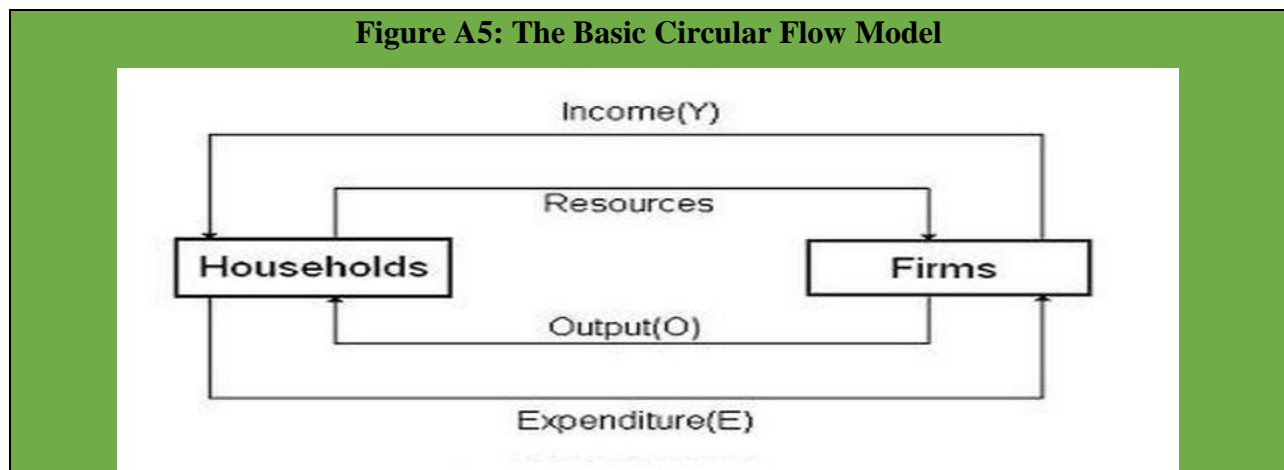 Figure A5: The Basic Circular Flow Model
Income(Y)
Resources
Households
Firms
Output(O)
Expenditure(E)